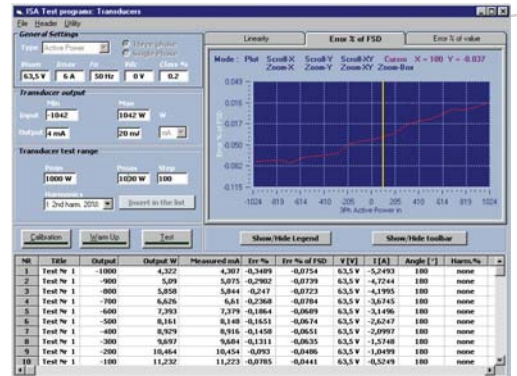 ISA Test programs: Transducers
File Header Utility
General Settings
Type Active Power Three phase
Single Phase
Class %
63,5 V 6 A 50 Hz 0 V 0.2
Transducer output
Min Max
Input -1042 1042 W W
Output 4 mA 20 m/ mA
Transducer test range
Pmin Pmax Step
1000 W 1000 W 100
Harmonics
1 2nd harm. 20% Insert in the list
Calibration Warm Up Test
Linearity Error % of FSD Error % of value
Mode: Plot Scroll-X Scroll-Y Scroll-XY Cursor X = 100 Y = -0.037
Zoom-X Zoom-Y Zoom-XY Zoom-Box
Error % of FSD
0.049
0.016
-0.017
-0.050
-0.082
-0.115
-1024 -819 -614 -410 -205 0 205 410 614 819 1024
3Ph Active Power in
Show/Hide Legend Show/Hide toolbar
NR Title Output Output W Measured mA Err % Err % of FSD V [V] I [A] Angle [°] Harm.%
1 Test Nr 1 -1000 4,322 4,307 -0,3489 -0,0754 63,5 V -5,2493 180 none
2 Test Nr 1 -900 5,09 5,075 -0,2902 -0,0739 63,5 V -4,7244 180 none
3 Test Nr 1 -800 5,858 5,844 -0,247 -0,0723 63,5 V -4,1995 180 none
4 Test Nr 1 -700 6,626 6,61 -0,2368 -0,0784 63,5 V -3,6745 180 none
5 Test Nr 1 -600 7,393 7,379 -0,1864 -0,0689 63,5 V -3,1496 180 none
6 Test Nr 1 -500 8,161 8,148 -0,1651 -0,0674 63,5 V -2,6247 180 none
7 Test Nr 1 -400 8,929 8,916 -0,1458 -0,0651 63,5 V -2,0997 180 none
8 Test Nr 1 -300 9,697 9,684 -0,1311 -0,0635 63,5 V -1,5748 180 none
9 Test Nr 1 -200 10,464 10,454 -0,093 -0,0486 63,5 V -1,0499 180 none
10 Test Nr 1 -100 11,232 11,223 -0,0785 -0,0441 63,5 V -0,5249 180 none